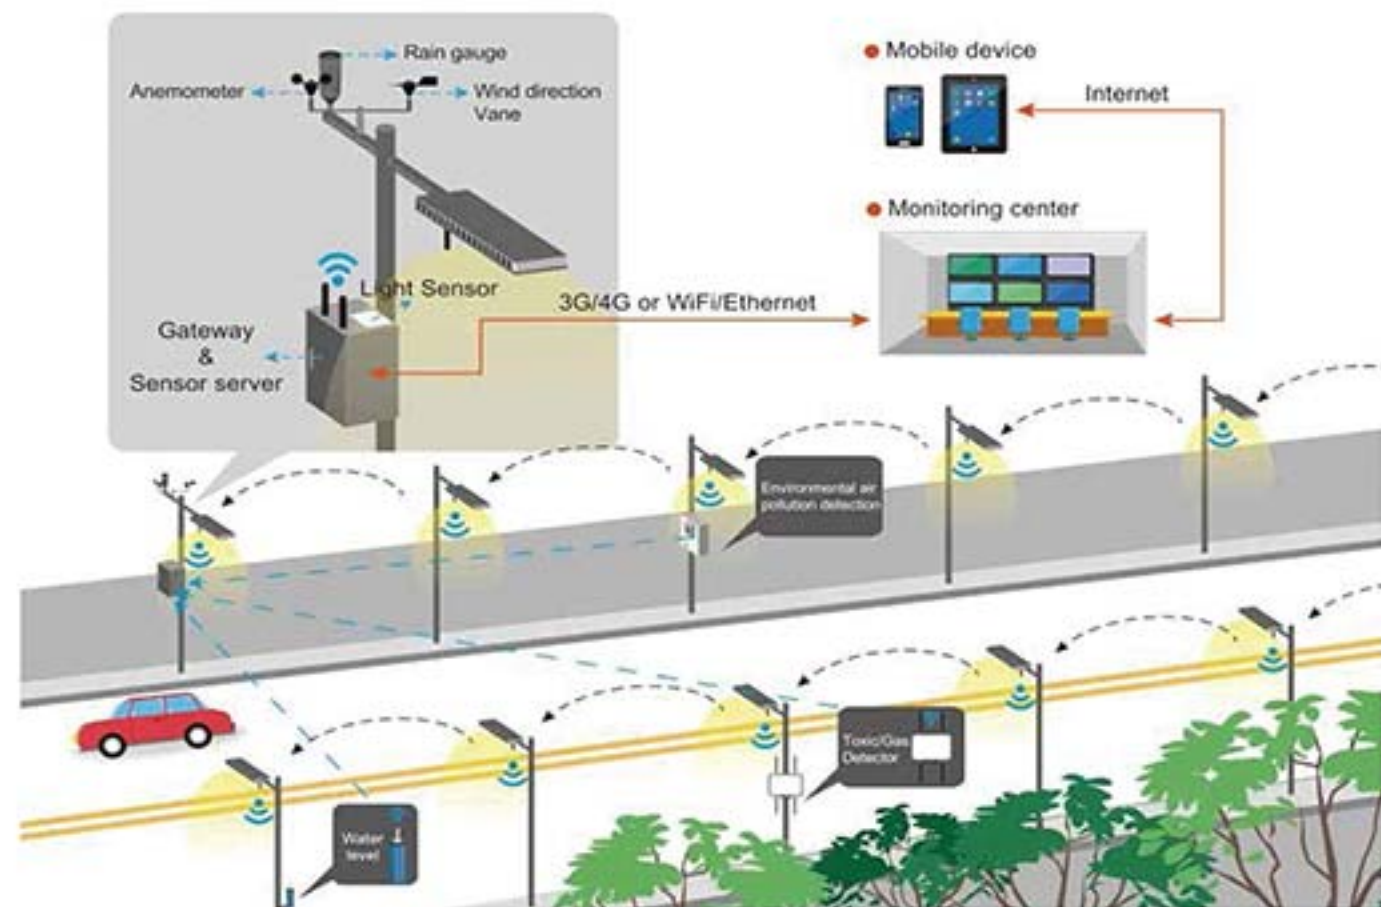 Rain gauge
Anemometer
Wind direction
Vane
Light Sensor
Gateway
&
Sensor server
Mobile device
Internet
Monitoring center
3G/4G or WiFi/Ethernet
Environmental air
pollution detection
Toxic/Gas
Detector
Water
level